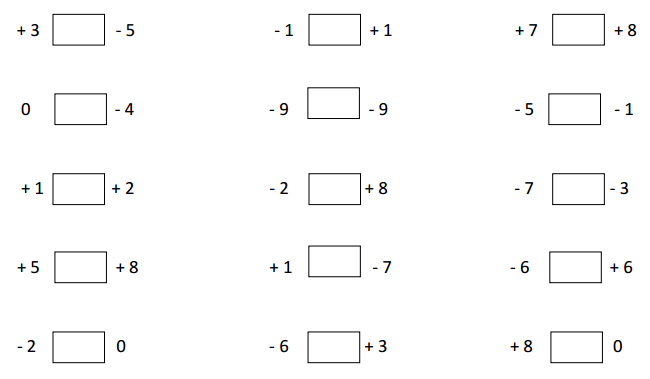 + 3 - 5 - 1 + 1 + 7 + 8
0 - 4 - 9 - 9 - 5 - 1
+ 1 + 2 - 2 + 8 - 7 - 3
+ 5 + 8 + 1 - 7 - 6 + 6
- 2 0 - 6 + 3 + 8 0